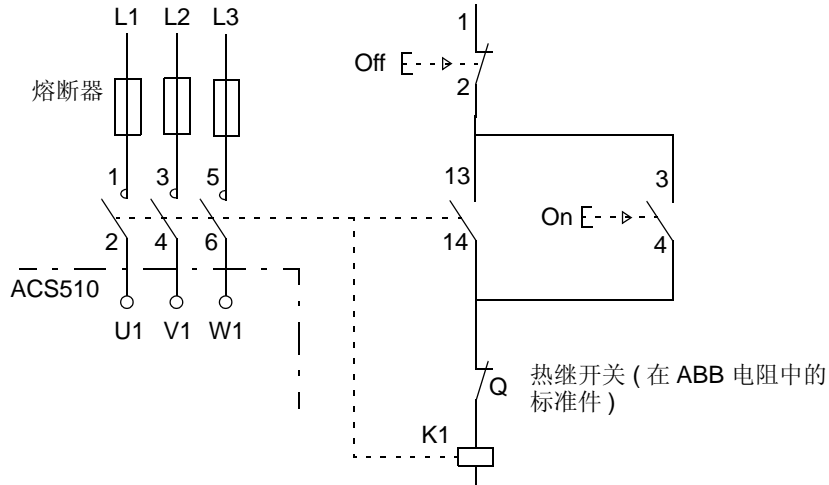 L1 L2 L3
1
Off
2
熔断器
1 3 5
13
3
On
2 4 6
14
4
ACS510
U1 V1 W1
Q
热继开关 ( 在 ABB 电阻中的
标准件 )
K1